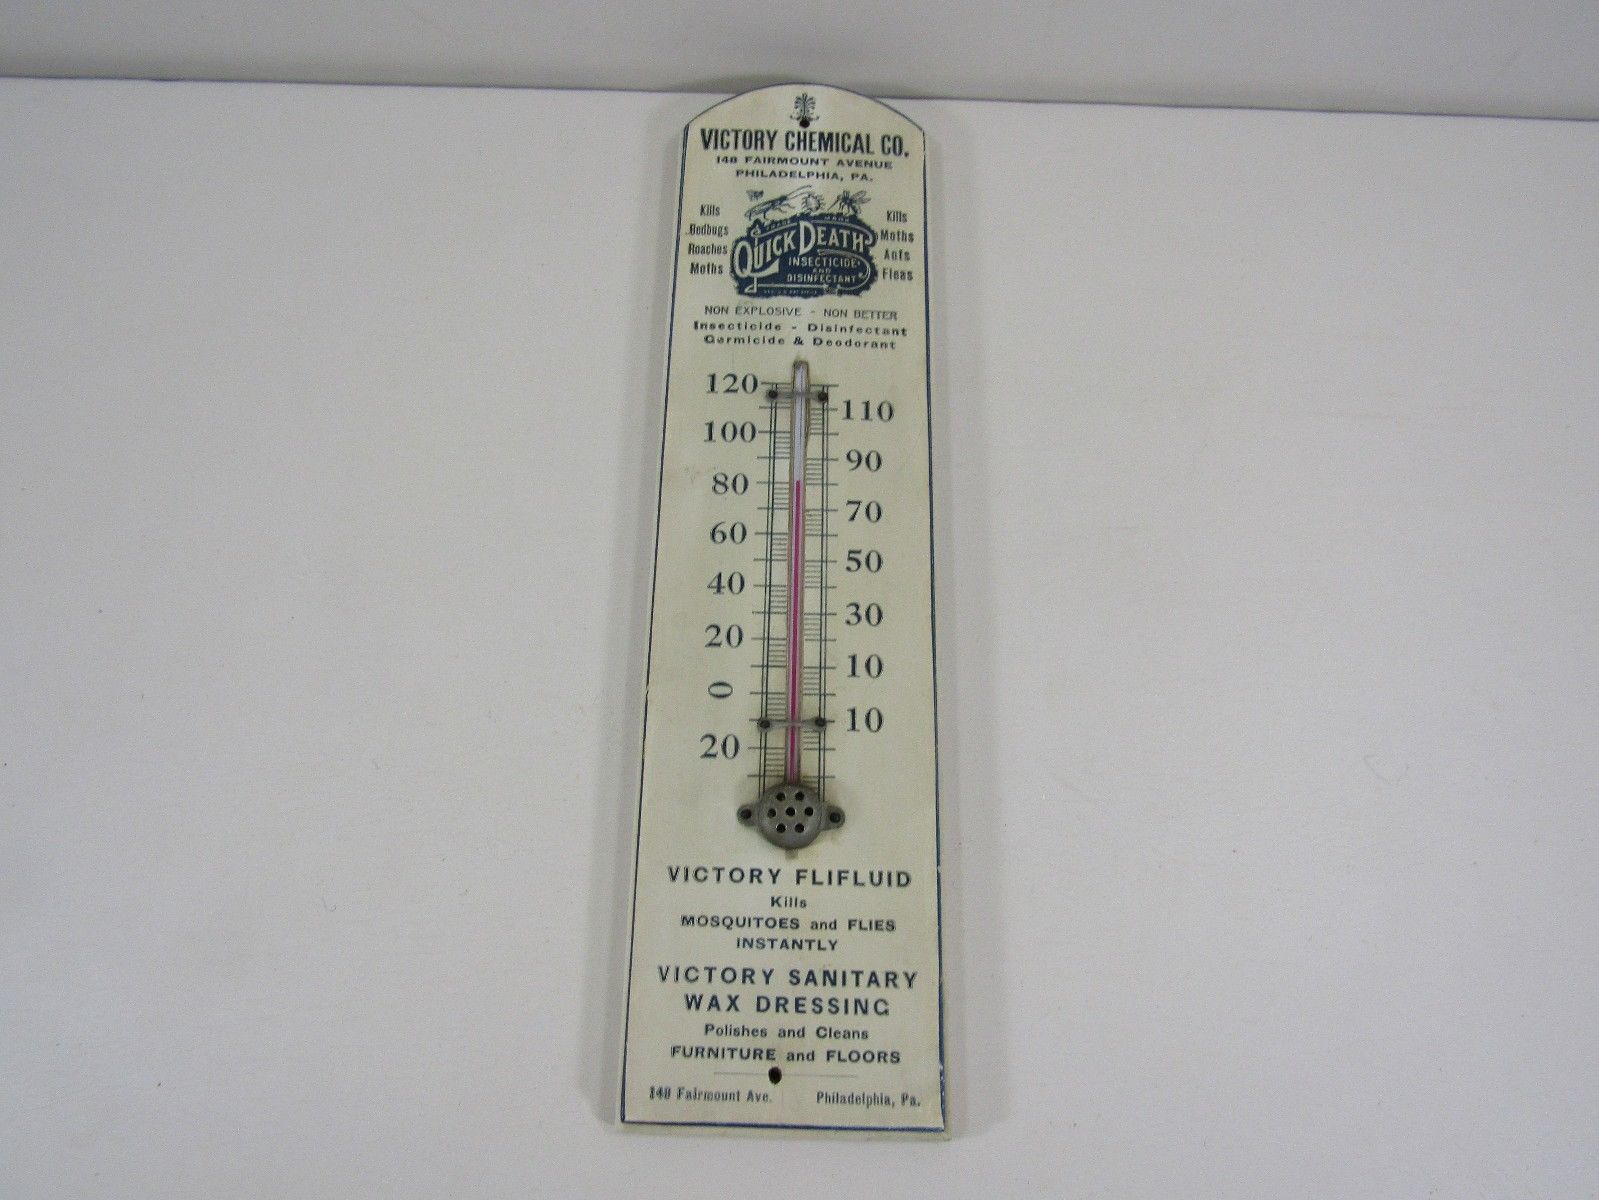 VICTORY CHEMICAL CO.
148 FAIRMOUNT AVENUE
PHILADELPHIA, PA.
Kills
Bedbugs
Roaches
Moths
TRADE MARK
QUICK DEATH
INSECTICIDE
AND
DISINFECTANT
Kills
Moths
Ants
Fleas
NON EXPLOSIVE - NON BETTER
Insecticide - Disinfectant
Germicide & Deodorant
120
110
100
90
80
70
60
50
40
30
20
10
0
10
20
VICTORY FLIFLUID
Kills
MOSQUITOES and FLIES
INSTANTLY
VICTORY SANITARY
WAX DRESSING
Polishes and Cleans
FURNITURE and FLOORS
148 Fairmount Ave. Philadelphia, Pa.